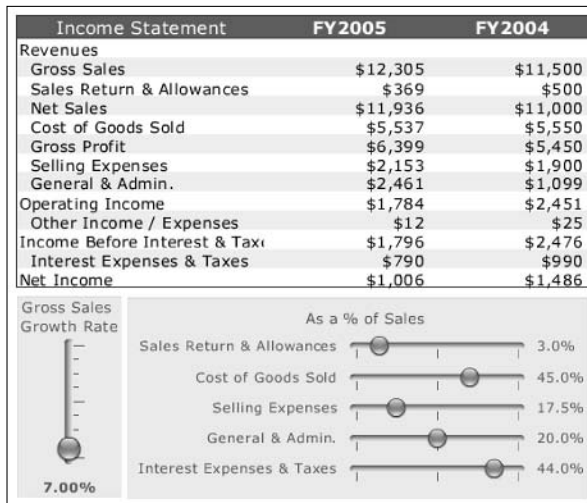 Income Statement FY2005 FY2004
Revenues
Gross Sales $12,305 $11,500
Sales Return & Allowances $369 $500
Net Sales $11,936 $11,000
Cost of Goods Sold $5,537 $5,550
Gross Profit $6,399 $5,450
Selling Expenses $2,153 $1,900
General & Admin. $2,461 $1,099
Operating Income $1,784 $2,451
Other Income / Expenses $12 $25
Income Before Interest & Tax $1,796 $2,476
Interest Expenses & Taxes $790 $990
Net Income $1,006 $1,486
Gross Sales
Growth Rate
7.00%
As a % of Sales
Sales Return & Allowances 3.0%
Cost of Goods Sold 45.0%
Selling Expenses 17.5%
General & Admin. 20.0%
Interest Expenses & Taxes 44.0%